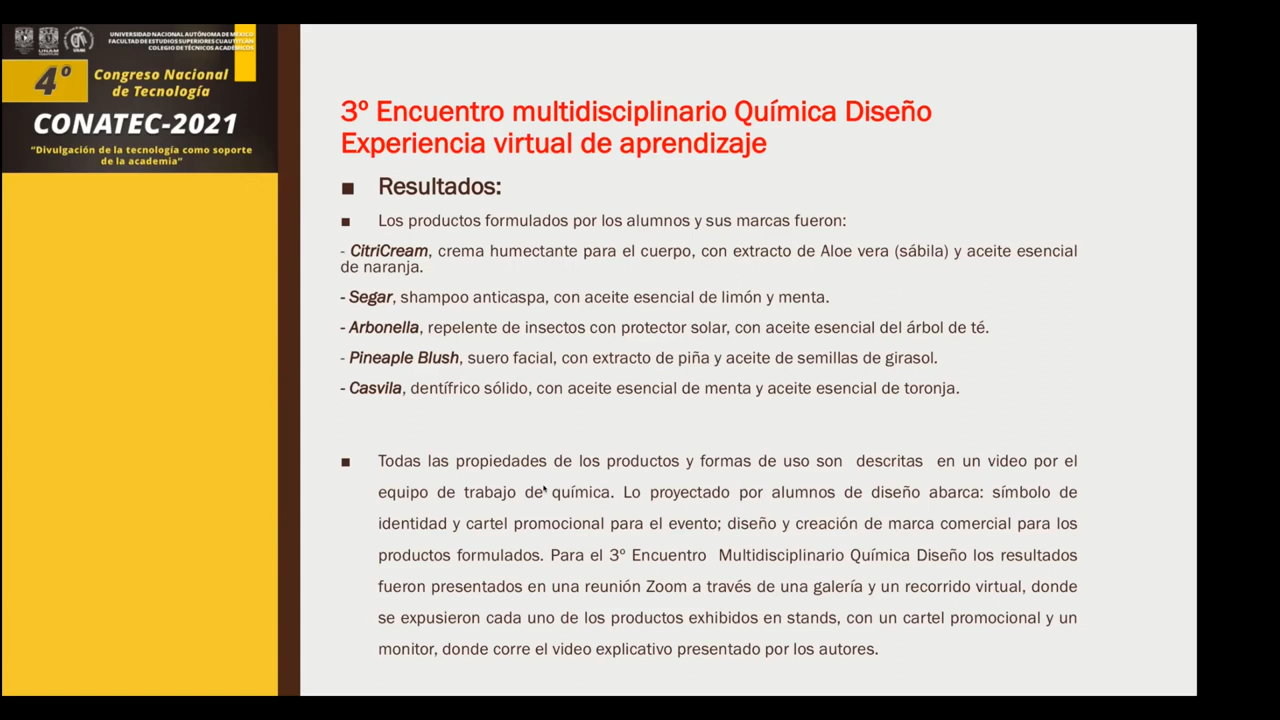 UNIVERSIDAD NACIONAL AUTÓNOMA DE MÉXICO
FACULTAD DE ESTUDIOS SUPERIORES CUAUTITLÁN
COLEGIO DE TÉCNICOS ACADÉMICOS
4º
Congreso Nacional
de Tecnología
CONATEC-2021
"Divulgación de la tecnología como soporte
de la academia"
3º Encuentro multidisciplinario Química Diseño
Experiencia virtual de aprendizaje
■ Resultados:
■ Los productos formulados por los alumnos y sus marcas fueron:
- CitriCream, crema humectante para el cuerpo, con extracto de Aloe vera (sábila) y aceite esencial
de naranja.
- Segar, shampoo anticaspa, con aceite esencial de limón y menta.
- Arbonella, repelente de insectos con protector solar, con aceite esencial del árbol de té.
- Pineaple Blush, suero facial, con extracto de piña y aceite de semillas de girasol.
- Casvila, dentífrico sólido, con aceite esencial de menta y aceite esencial de toronja.
■ Todas las propiedades de los productos y formas de uso son descritas en un video por el
equipo de trabajo de química. Lo proyectado por alumnos de diseño abarca: símbolo de
identidad y cartel promocional para el evento; diseño y creación de marca comercial para los
productos formulados. Para el 3º Encuentro Multidisciplinario Química Diseño los resultados
fueron presentados en una reunión Zoom a través de una galería y un recorrido virtual, donde
se expusieron cada uno de los productos exhibidos en stands, con un cartel promocional y un
monitor, donde corre el video explicativo presentado por los autores.